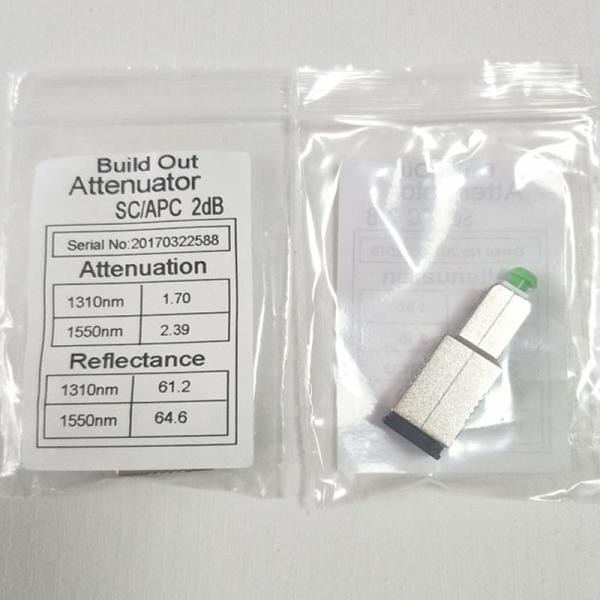 Build Out
Attenuator
SC/APC 2dB
Serial No:20170322588
Attenuation
1310nm 1.70
1550nm 2.39
Reflectance
1310nm 61.2
1550nm 64.6